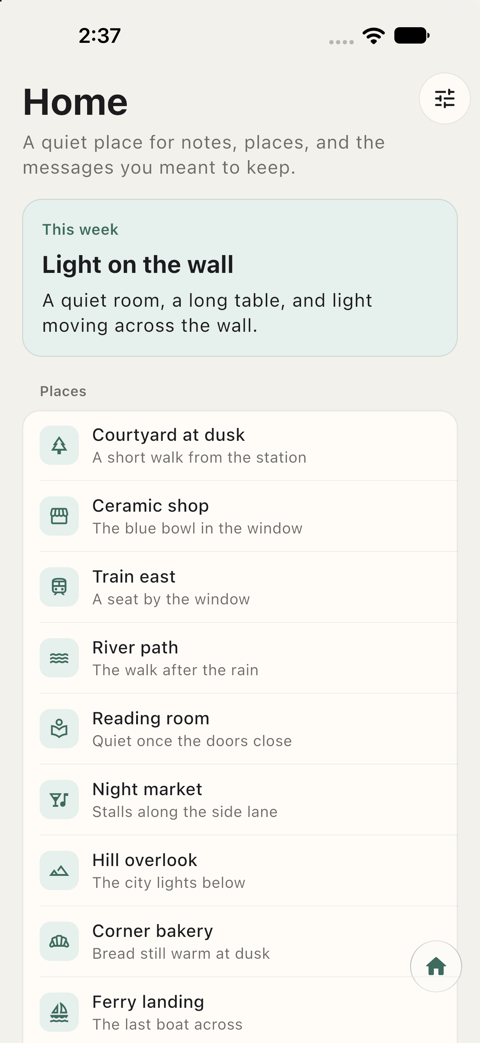 2:37
Home
A quiet place for notes, places, and the
messages you meant to keep.
This week
Light on the wall
A quiet room, a long table, and light
moving across the wall.
Places
Courtyard at dusk
A short walk from the station
Ceramic shop
The blue bowl in the window
Train east
A seat by the window
River path
The walk after the rain
Reading room
Quiet once the doors close
Night market
Stalls along the side lane
Hill overlook
The city lights below
Corner bakery
Bread still warm at dusk
Ferry landing
The last boat across